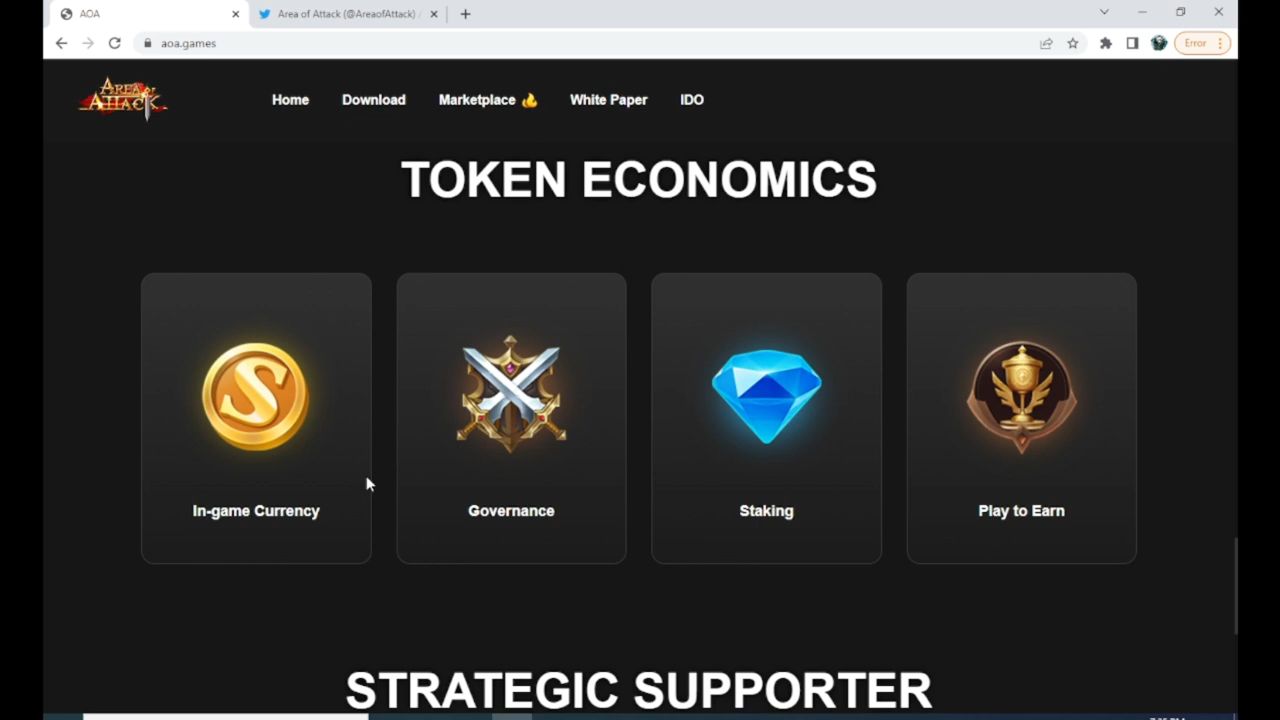 AOA
Area of Attack (@AreaofAttack) /
aoa.games
Error
AREA OF
ATTACK
Home
Download
Marketplace 🔥
White Paper
IDO
TOKEN ECONOMICS
S
In-game Currency
Governance
Staking
Play to Earn
STRATEGIC SUPPORTER